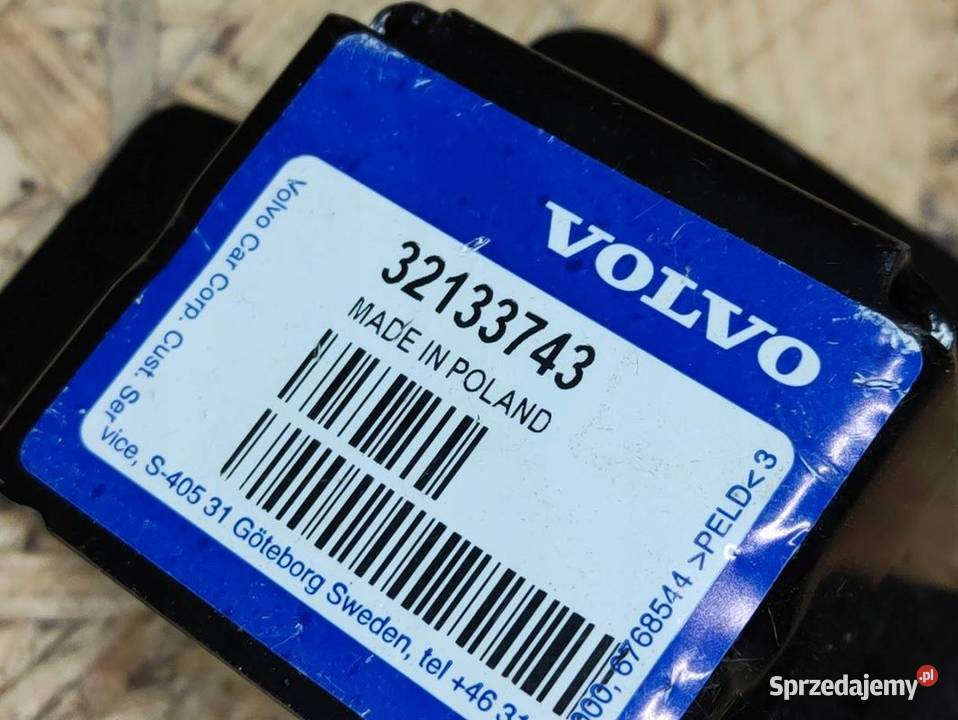 VOLVO
32133743
MADE IN POLAND
Volvo Car Corp. Cust. Ser
vice, S-405 31 Göteborg Sweden, tel +46 31
000, 6768544 >PELD< 3
Sprzedajemy.pl